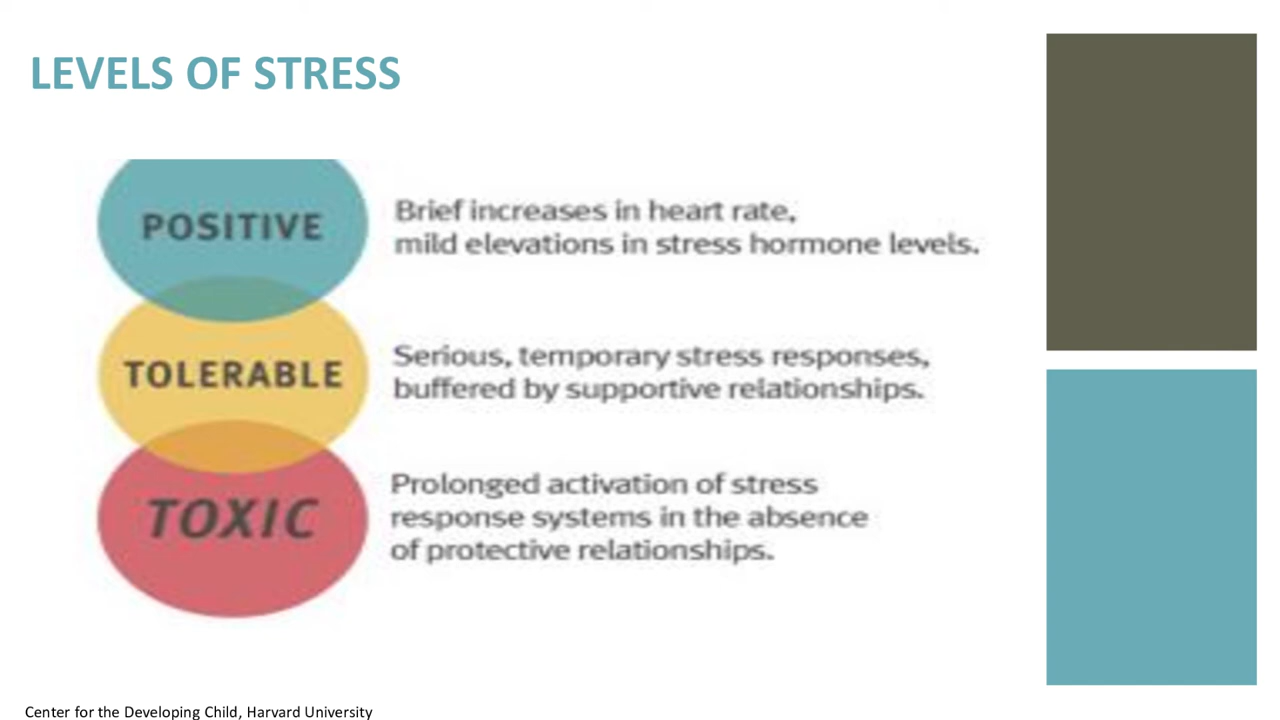 LEVELS OF STRESS
POSITIVE
Brief increases in heart rate,
mild elevations in stress hormone levels.
TOLERABLE
Serious, temporary stress responses,
buffered by supportive relationships.
TOXIC
Prolonged activation of stress
response systems in the absence
of protective relationships.
Center for the Developing Child, Harvard University